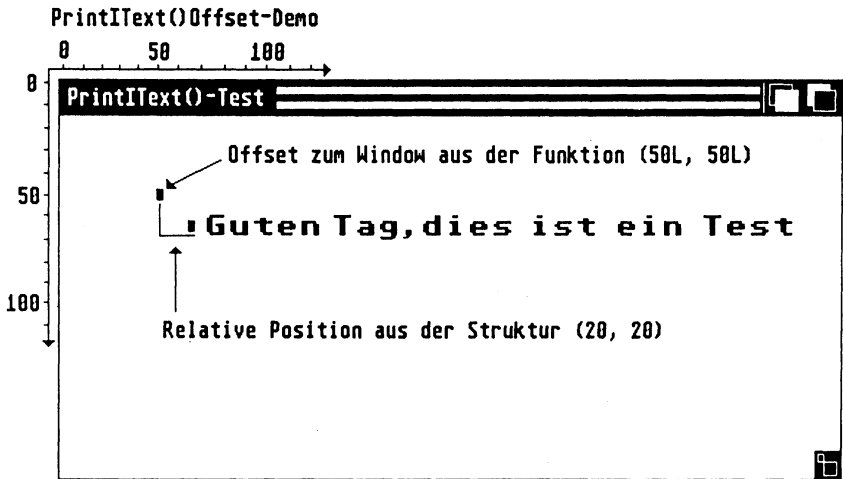 PrintIText()Offset-Demo
0 50 100
0
PrintIText()-Test
Offset zum Window aus der Funktion (50L, 50L)
50
Guten Tag,dies ist ein Test
100
Relative Position aus der Struktur (20, 20)